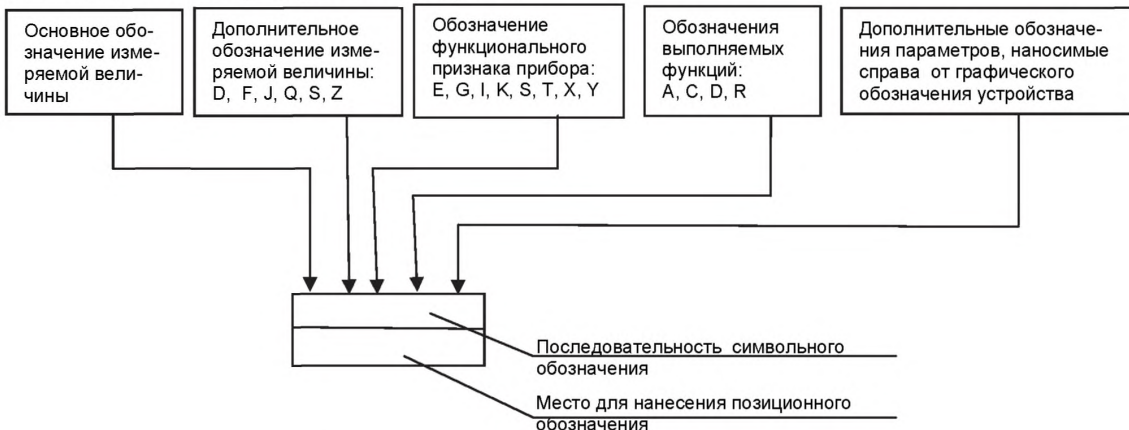 Основное обо-
значение изме-
ряемой вели-
чины
Дополнительное
обозначение изме-
ряемой величины:
D, F, J, Q, S, Z
Обозначение
функционального
признака прибора:
E, G, I, K, S, T, X, Y
Обозначения
выполняемых
функций:
A, C, D, R
Дополнительные обозначе-
ния параметров, наносимые
справа от графического
обозначения устройства
Последовательность символьного
обозначения
Место для нанесения позиционного
обозначения